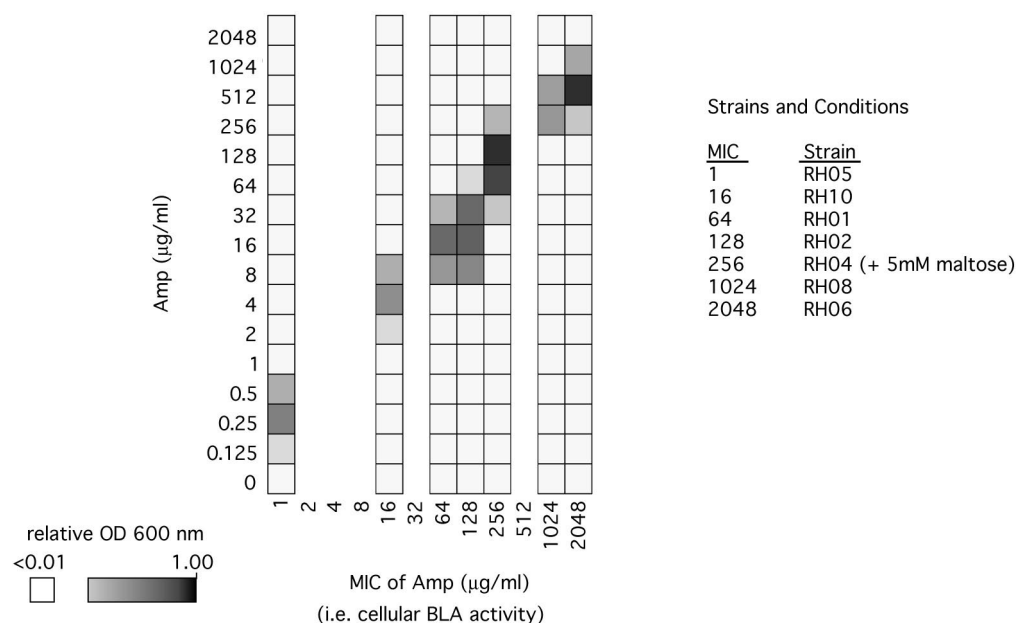 2048
1024
512
256
128
64
32
16
8
4
2
1
0.5
0.25
0.125
0
Amp (µg/ml)
1 2 4 8 16 32 64 128 256 512 1024 2048
MIC of Amp (µg/ml)
(i.e. cellular BLA activity)
relative OD 600 nm
<0.01 1.00
Strains and Conditions
MIC Strain
1 RH05
16 RH10
64 RH01
128 RH02
256 RH04 (+ 5mM maltose)
1024 RH08
2048 RH06